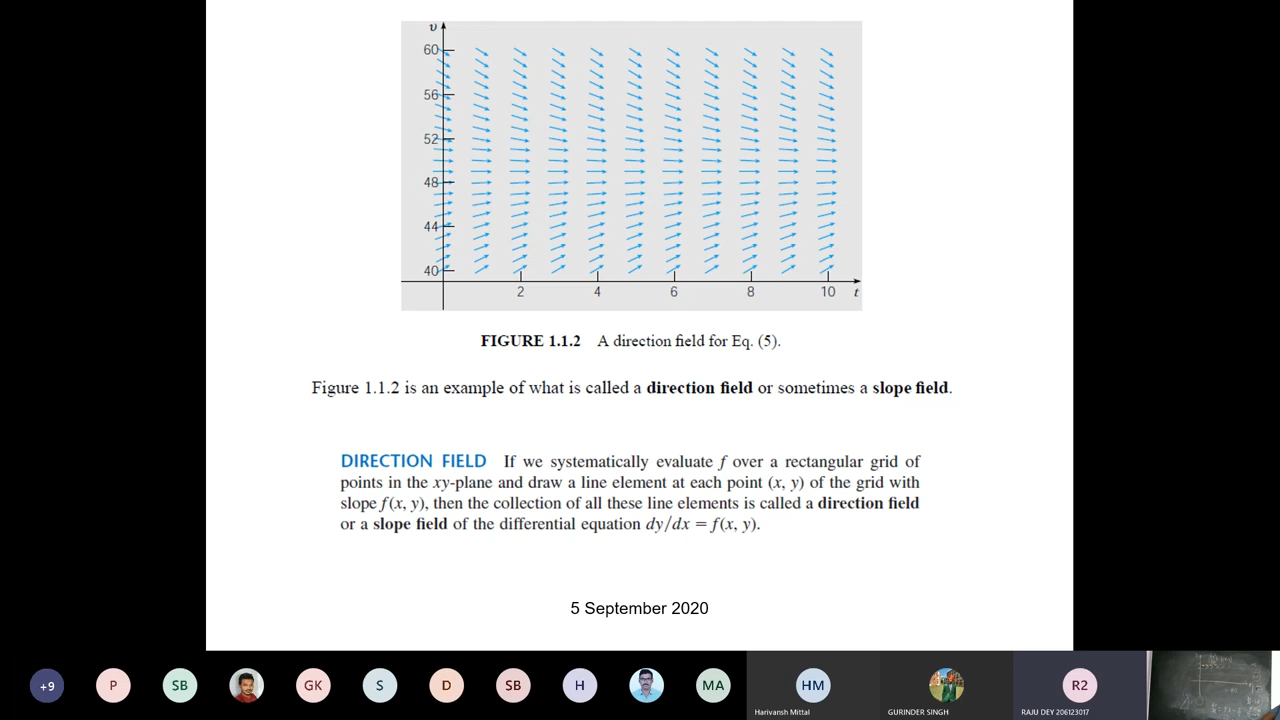 υ
60
56
52
48
44
40
2 4 6 8 10 t
FIGURE 1.1.2 A direction field for Eq. (5).
Figure 1.1.2 is an example of what is called a direction field or sometimes a slope field.
DIRECTION FIELD If we systematically evaluate f over a rectangular grid of
points in the xy-plane and draw a line element at each point (x, y) of the grid with
slope f(x, y), then the collection of all these line elements is called a direction field
or a slope field of the differential equation dy/dx = f(x, y).
5 September 2020
+9 P SB GK S D SB H MA HM R2
Harivansh Mittal GURINDER SINGH RAJU DEY 206123017